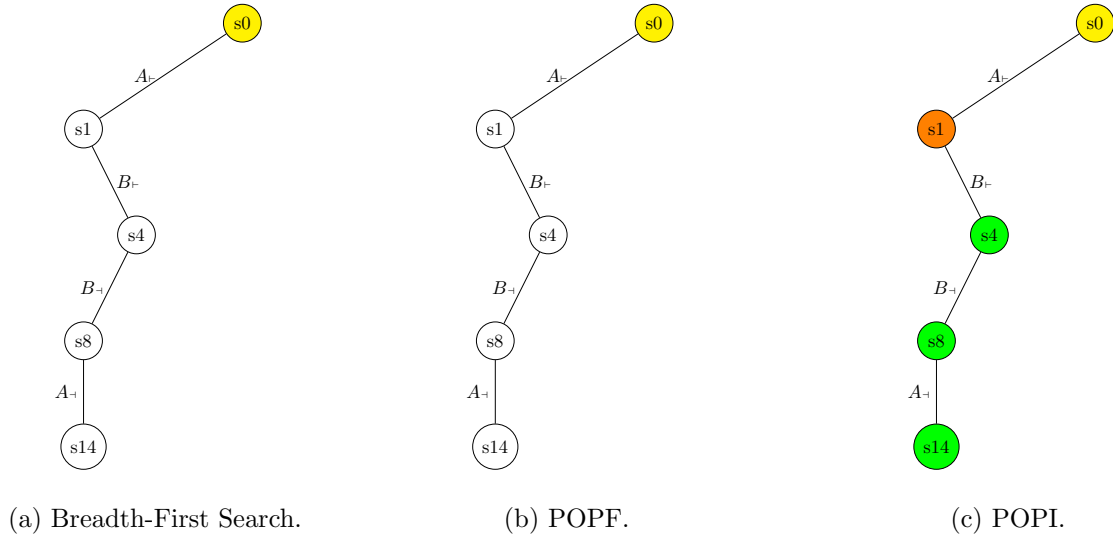 s0
A⊢
s1
B⊢
s4
B⊣
s8
A⊣
s14
(a) Breadth-First Search.
s0
A⊢
s1
B⊢
s4
B⊣
s8
A⊣
s14
(b) POPF.
s0
A⊢
s1
B⊢
s4
B⊣
s8
A⊣
s14
(c) POPI.